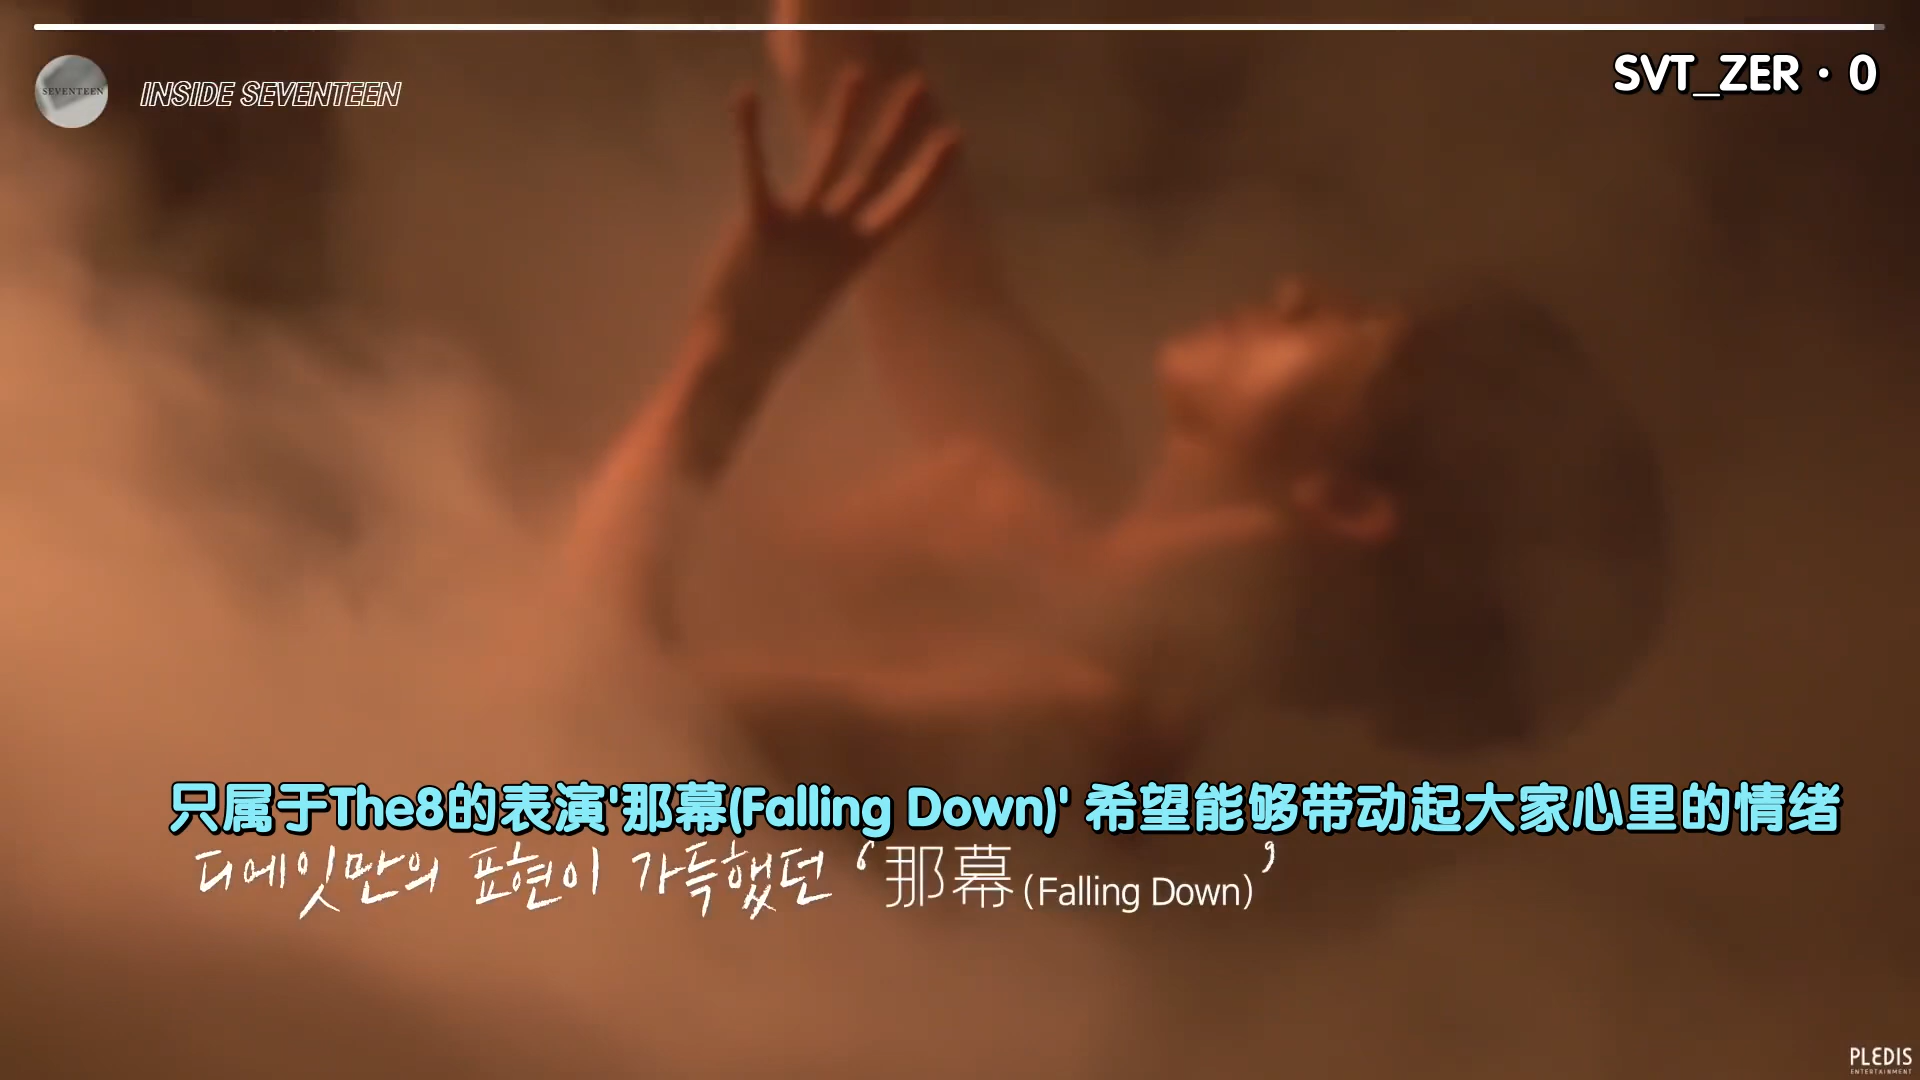 SEVENTEEN
INSIDE SEVENTEEN
SVT_ZER·0
只属于The8的表演'那幕(Falling Down)' 希望能够带动起大家心里的情绪
디에잇만의 표현이 가득했던 '那幕(Falling Down)'
PLEDIS
ENTERTAINMENT